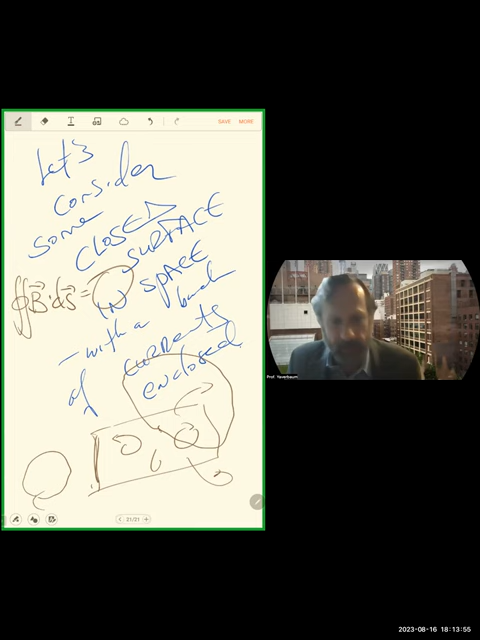 SAVE MORE
Let's
consider
some
CLOSED
SURFACE
IN SPACE
∯B⃗·dS⃗=
- with a bunch
of currents
enclosed
21/21
Prof. Yaverbaum
2023-08-16 18:13:55